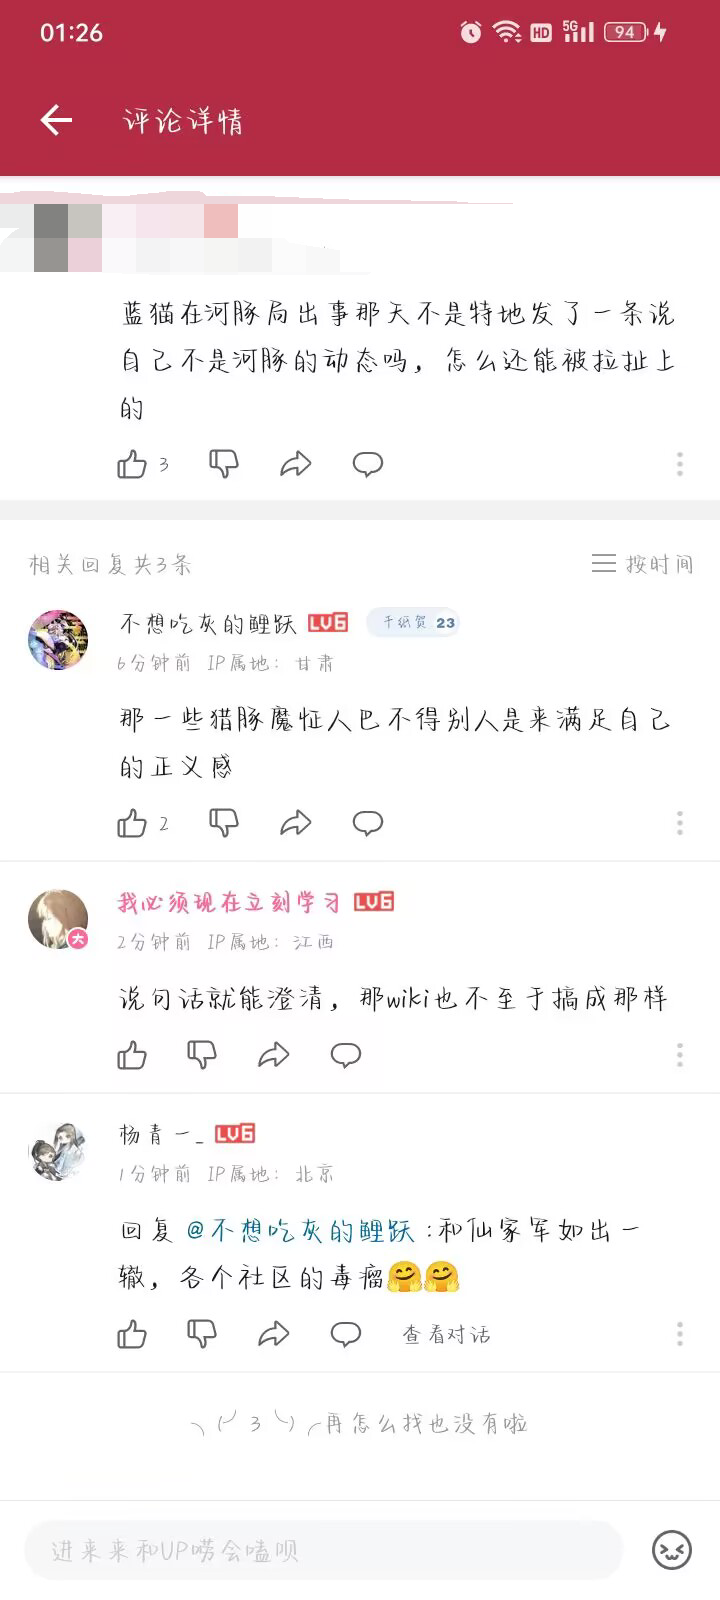 01:26
HD 5G 94
评论详情
蓝猫在河豚局出事那天不是特地发了一条说
自己不是河豚的动态吗，怎么还能被拉扯上
的
3
相关回复共3条
按时间
不想吃灰的鲤跃 LV6 千纸贺 23
6分钟前 IP属地：甘肃
那一些猎豚魔怔人巴不得别人是来满足自己
的正义感
2
我必须现在立刻学习 LV6
大
2分钟前 IP属地：江西
说句话就能澄清，那wiki也不至于搞成那样
杨青一_ LV6
1分钟前 IP属地：北京
回复 @不想吃灰的鲤跃 :和仙家军如出一
辙，各个社区的毒瘤🤗🤗
查看对话
╮(╯3╰)╭再怎么找也没有啦
进来来和UP唠会嗑呗